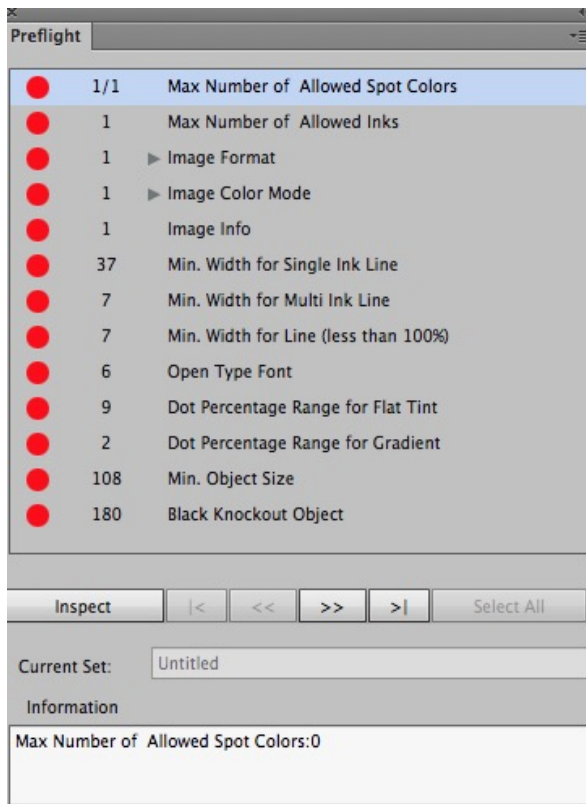 Preflight
1/1 Max Number of  Allowed Spot Colors
1 Max Number of  Allowed Inks
1 Image Format
1 Image Color Mode
1 Image Info
37 Min. Width for Single Ink Line
7 Min. Width for Multi Ink Line
7 Min. Width for Line (less than 100%)
6 Open Type Font
9 Dot Percentage Range for Flat Tint
2 Dot Percentage Range for Gradient
108 Min. Object Size
180 Black Knockout Object
Inspect |< << >> >| Select All
Current Set: Untitled
Information
Max Number of  Allowed Spot Colors:0